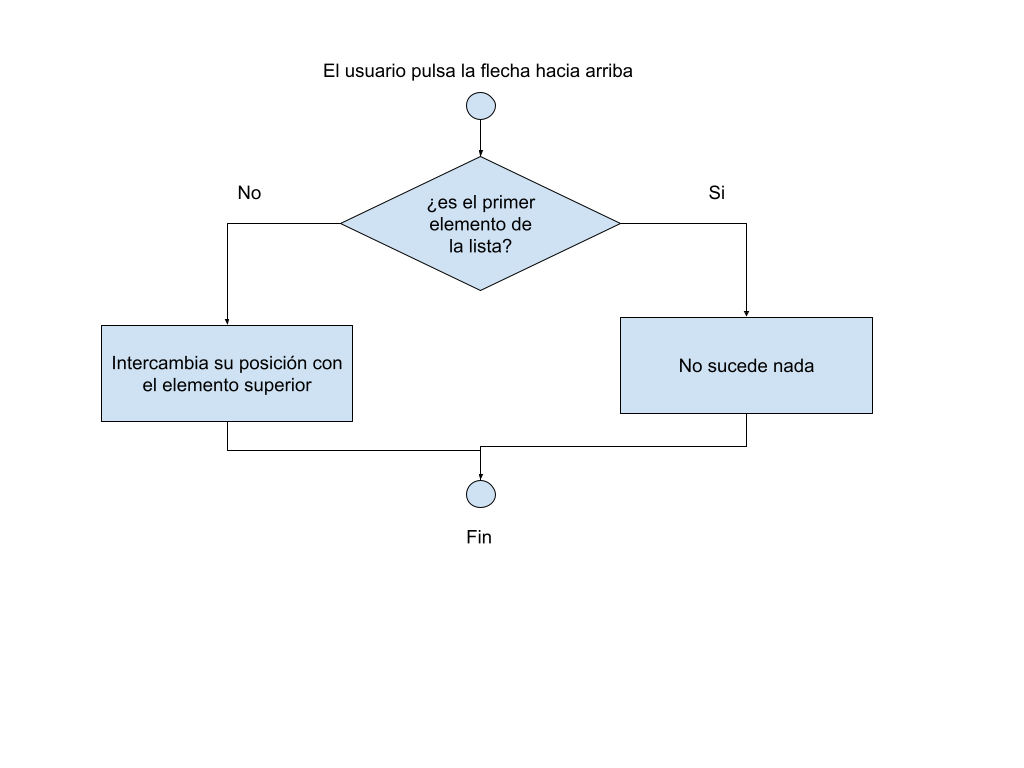 El usuario pulsa la flecha hacia arriba
No
Si
¿es el primer
elemento de
la lista?
Intercambia su posición con
el elemento superior
No sucede nada
Fin